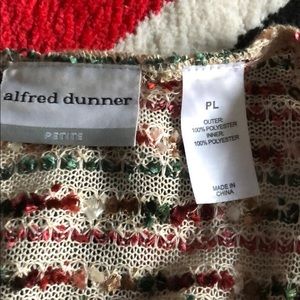 alfred dunner
PETITE
PL
OUTER:
100% POLYESTER
INNER:
100% POLYESTER
MADE IN
CHINA